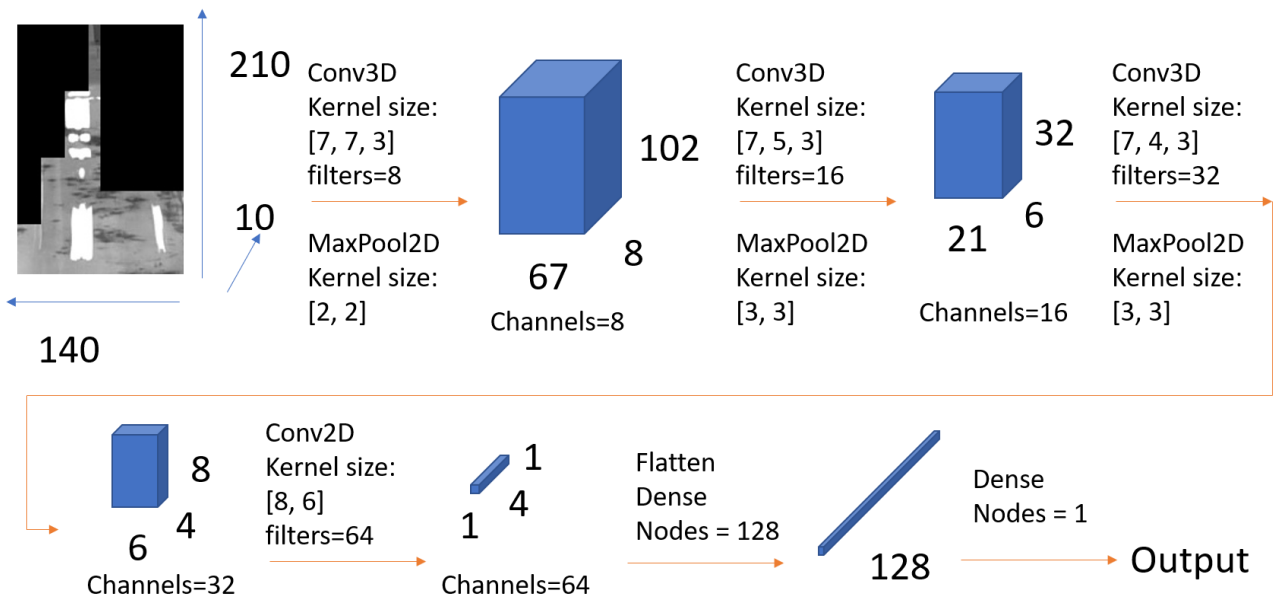 210
10
140
Conv3D
Kernel size:
[7, 7, 3]
filters=8
MaxPool2D
Kernel size:
[2, 2]
102
67
8
Channels=8
Conv3D
Kernel size:
[7, 5, 3]
filters=16
MaxPool2D
Kernel size:
[3, 3]
32
6
21
Channels=16
Conv3D
Kernel size:
[7, 4, 3]
filters=32
MaxPool2D
Kernel size:
[3, 3]
8
4
6
Channels=32
Conv2D
Kernel size:
[8, 6]
filters=64
1
4
1
Channels=64
Flatten
Dense
Nodes = 128
128
Dense
Nodes = 1
Output